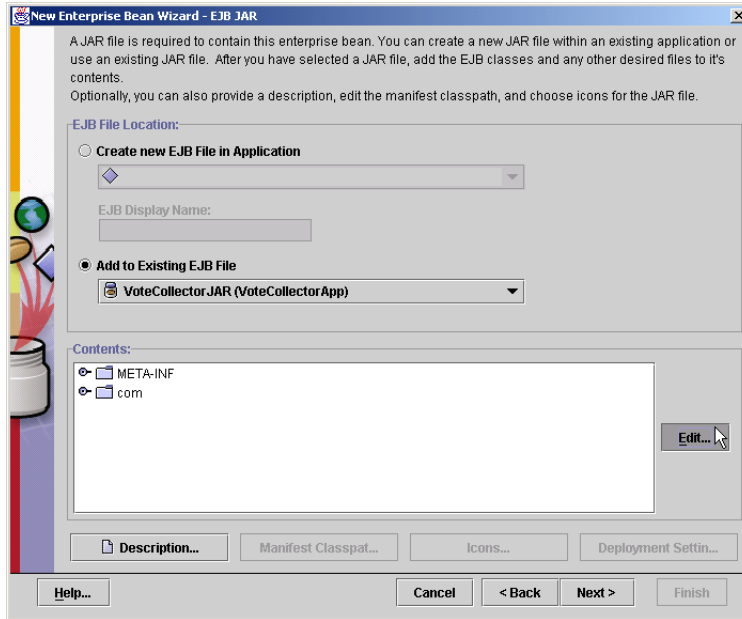 New Enterprise Bean Wizard - EJB JAR
A JAR file is required to contain this enterprise bean. You can create a new JAR file within an existing application or
use an existing JAR file. After you have selected a JAR file, add the EJB classes and any other desired files to it's
contents.
Optionally, you can also provide a description, edit the manifest classpath, and choose icons for the JAR file.
EJB File Location:
Create new EJB File in Application
EJB Display Name:
Add to Existing EJB File
VoteCollectorJAR (VoteCollectorApp)
Contents:
META-INF
com
Edit...
Description... Manifest Classpat... Icons... Deployment Settin...
Help... Cancel < Back Next > Finish